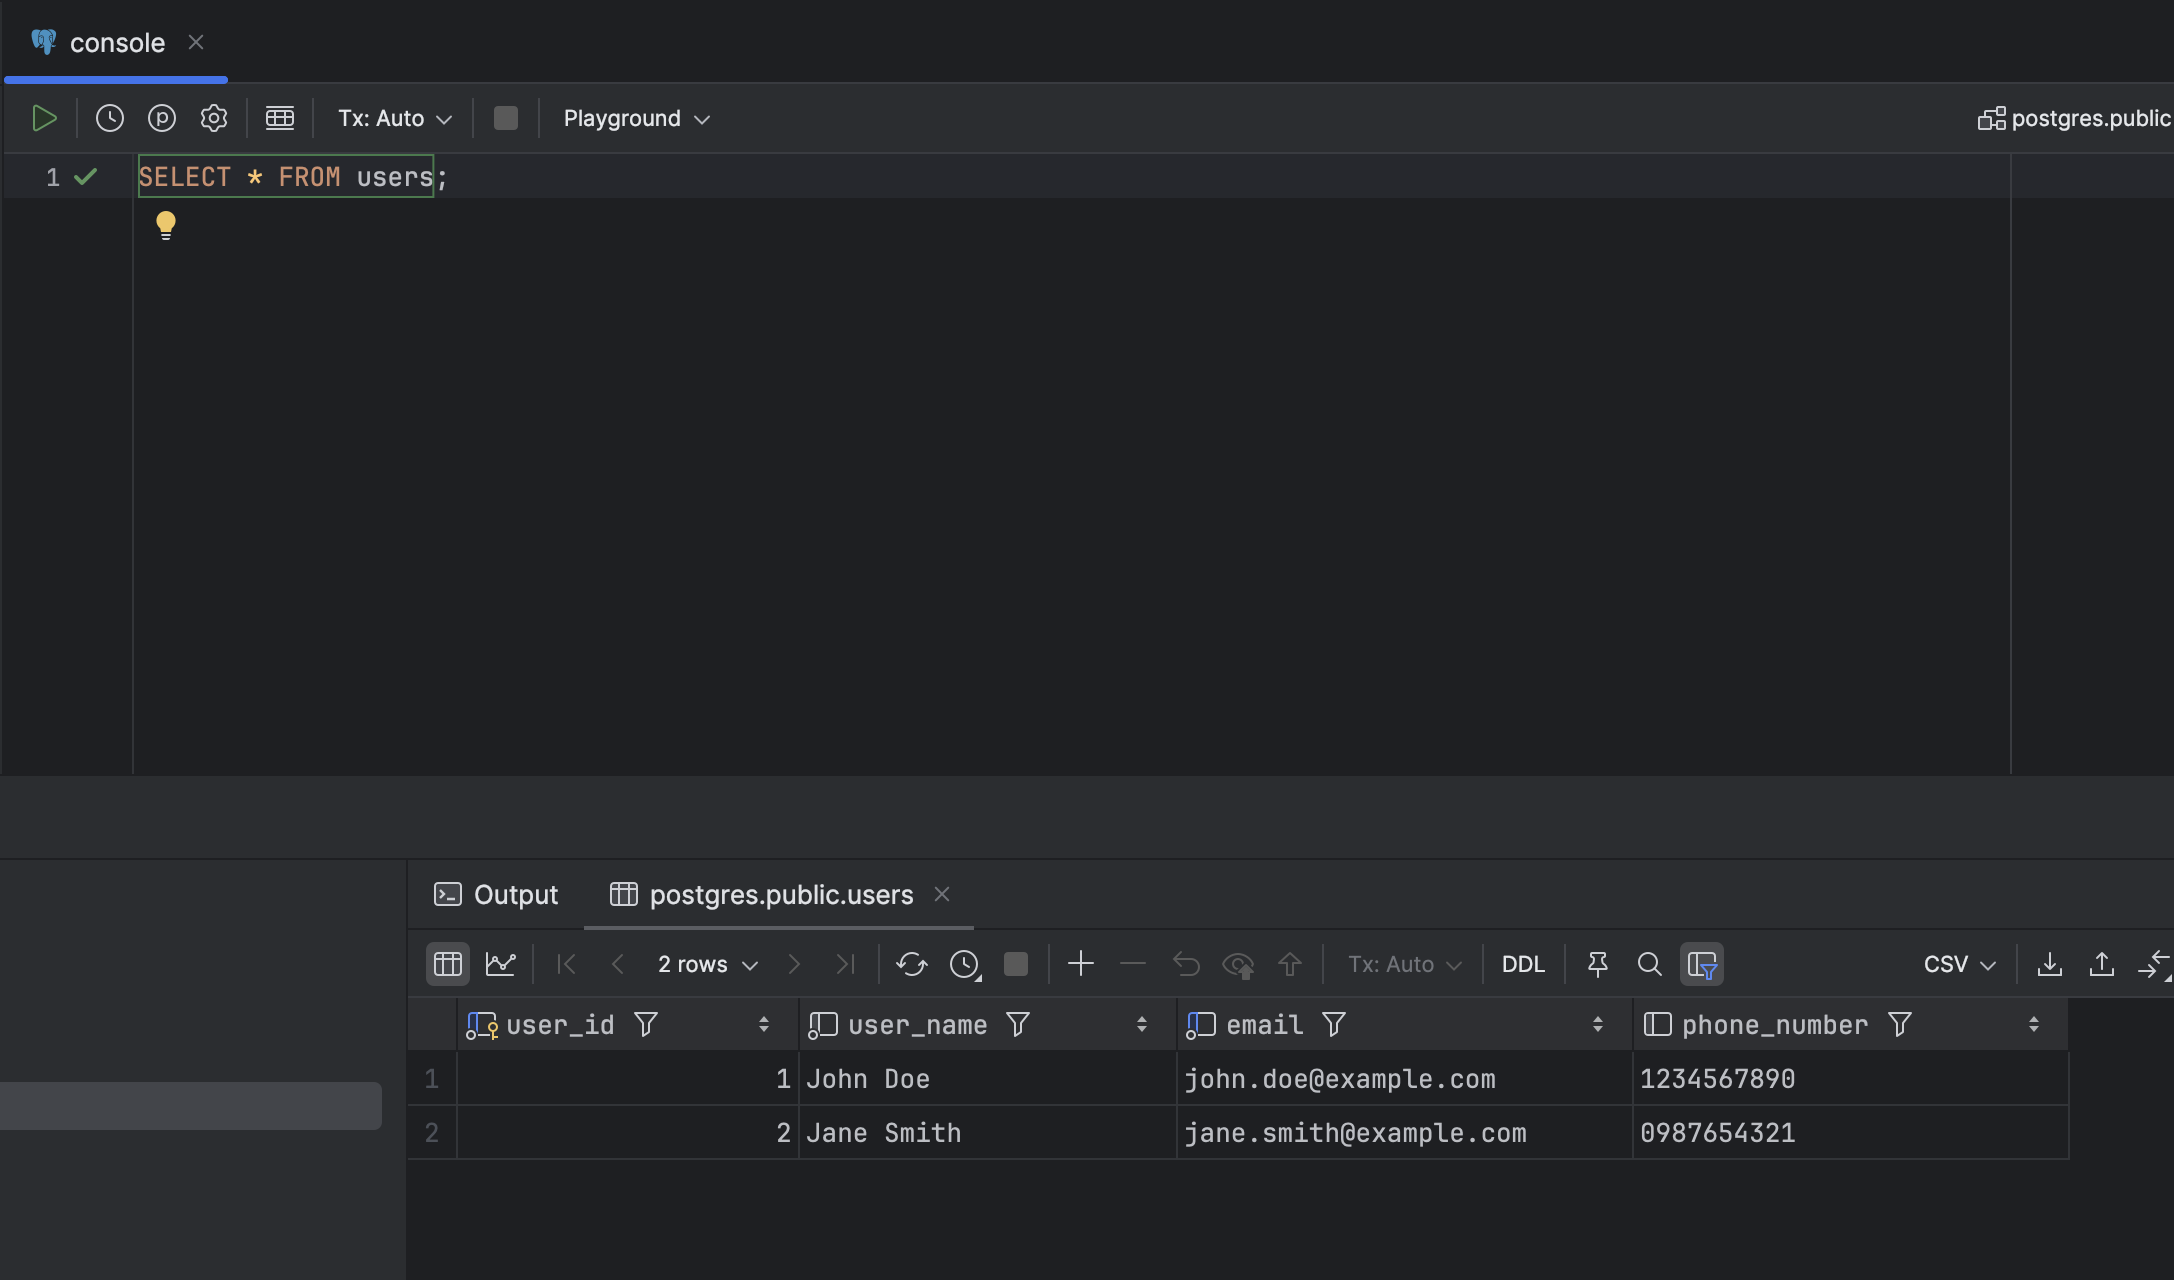 console
Tx: Auto Playground postgres.public
1 SELECT * FROM users;
Output postgres.public.users
2 rows Tx: Auto DDL CSV
user_id user_name email phone_number
1 1 John Doe john.doe@example.com 1234567890
2 2 Jane Smith jane.smith@example.com 0987654321